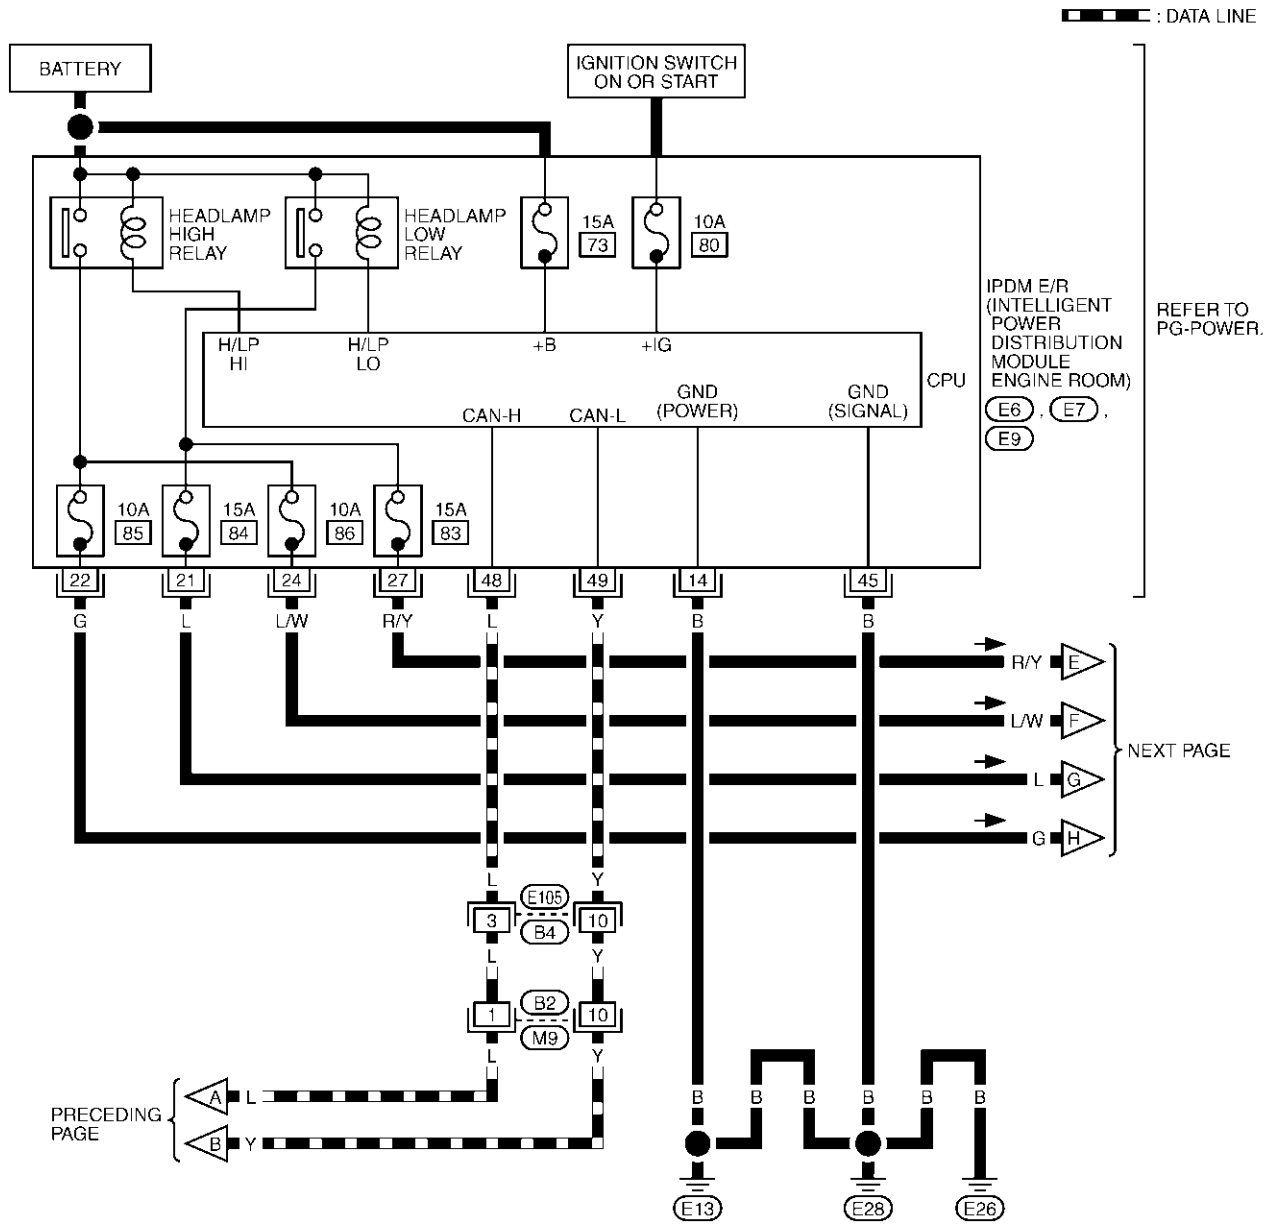 : DATA LINE
BATTERY
IGNITION SWITCH
ON OR START
HEADLAMP
HIGH
RELAY
HEADLAMP
LOW
RELAY
15A
73
10A
80
IPDM E/R
(INTELLIGENT
POWER
DISTRIBUTION
MODULE
ENGINE ROOM)
E6 , E7 ,
E9
REFER TO
PG-POWER.
H/LP
HI
H/LP
LO
+B
+IG
CPU
CAN-H
CAN-L
GND
(POWER)
GND
(SIGNAL)
10A
85
15A
84
10A
86
15A
83
22 21 24 27 48 49 14 45
G L L/W R/Y L Y B B
R/Y E
L/W F
L G
G H
NEXT PAGE
L Y
E105
3 10
B4
L Y
B2
1 10
M9
L Y
PRECEDING
PAGE
A L
B Y
B B B B B B
E13 E28 E26